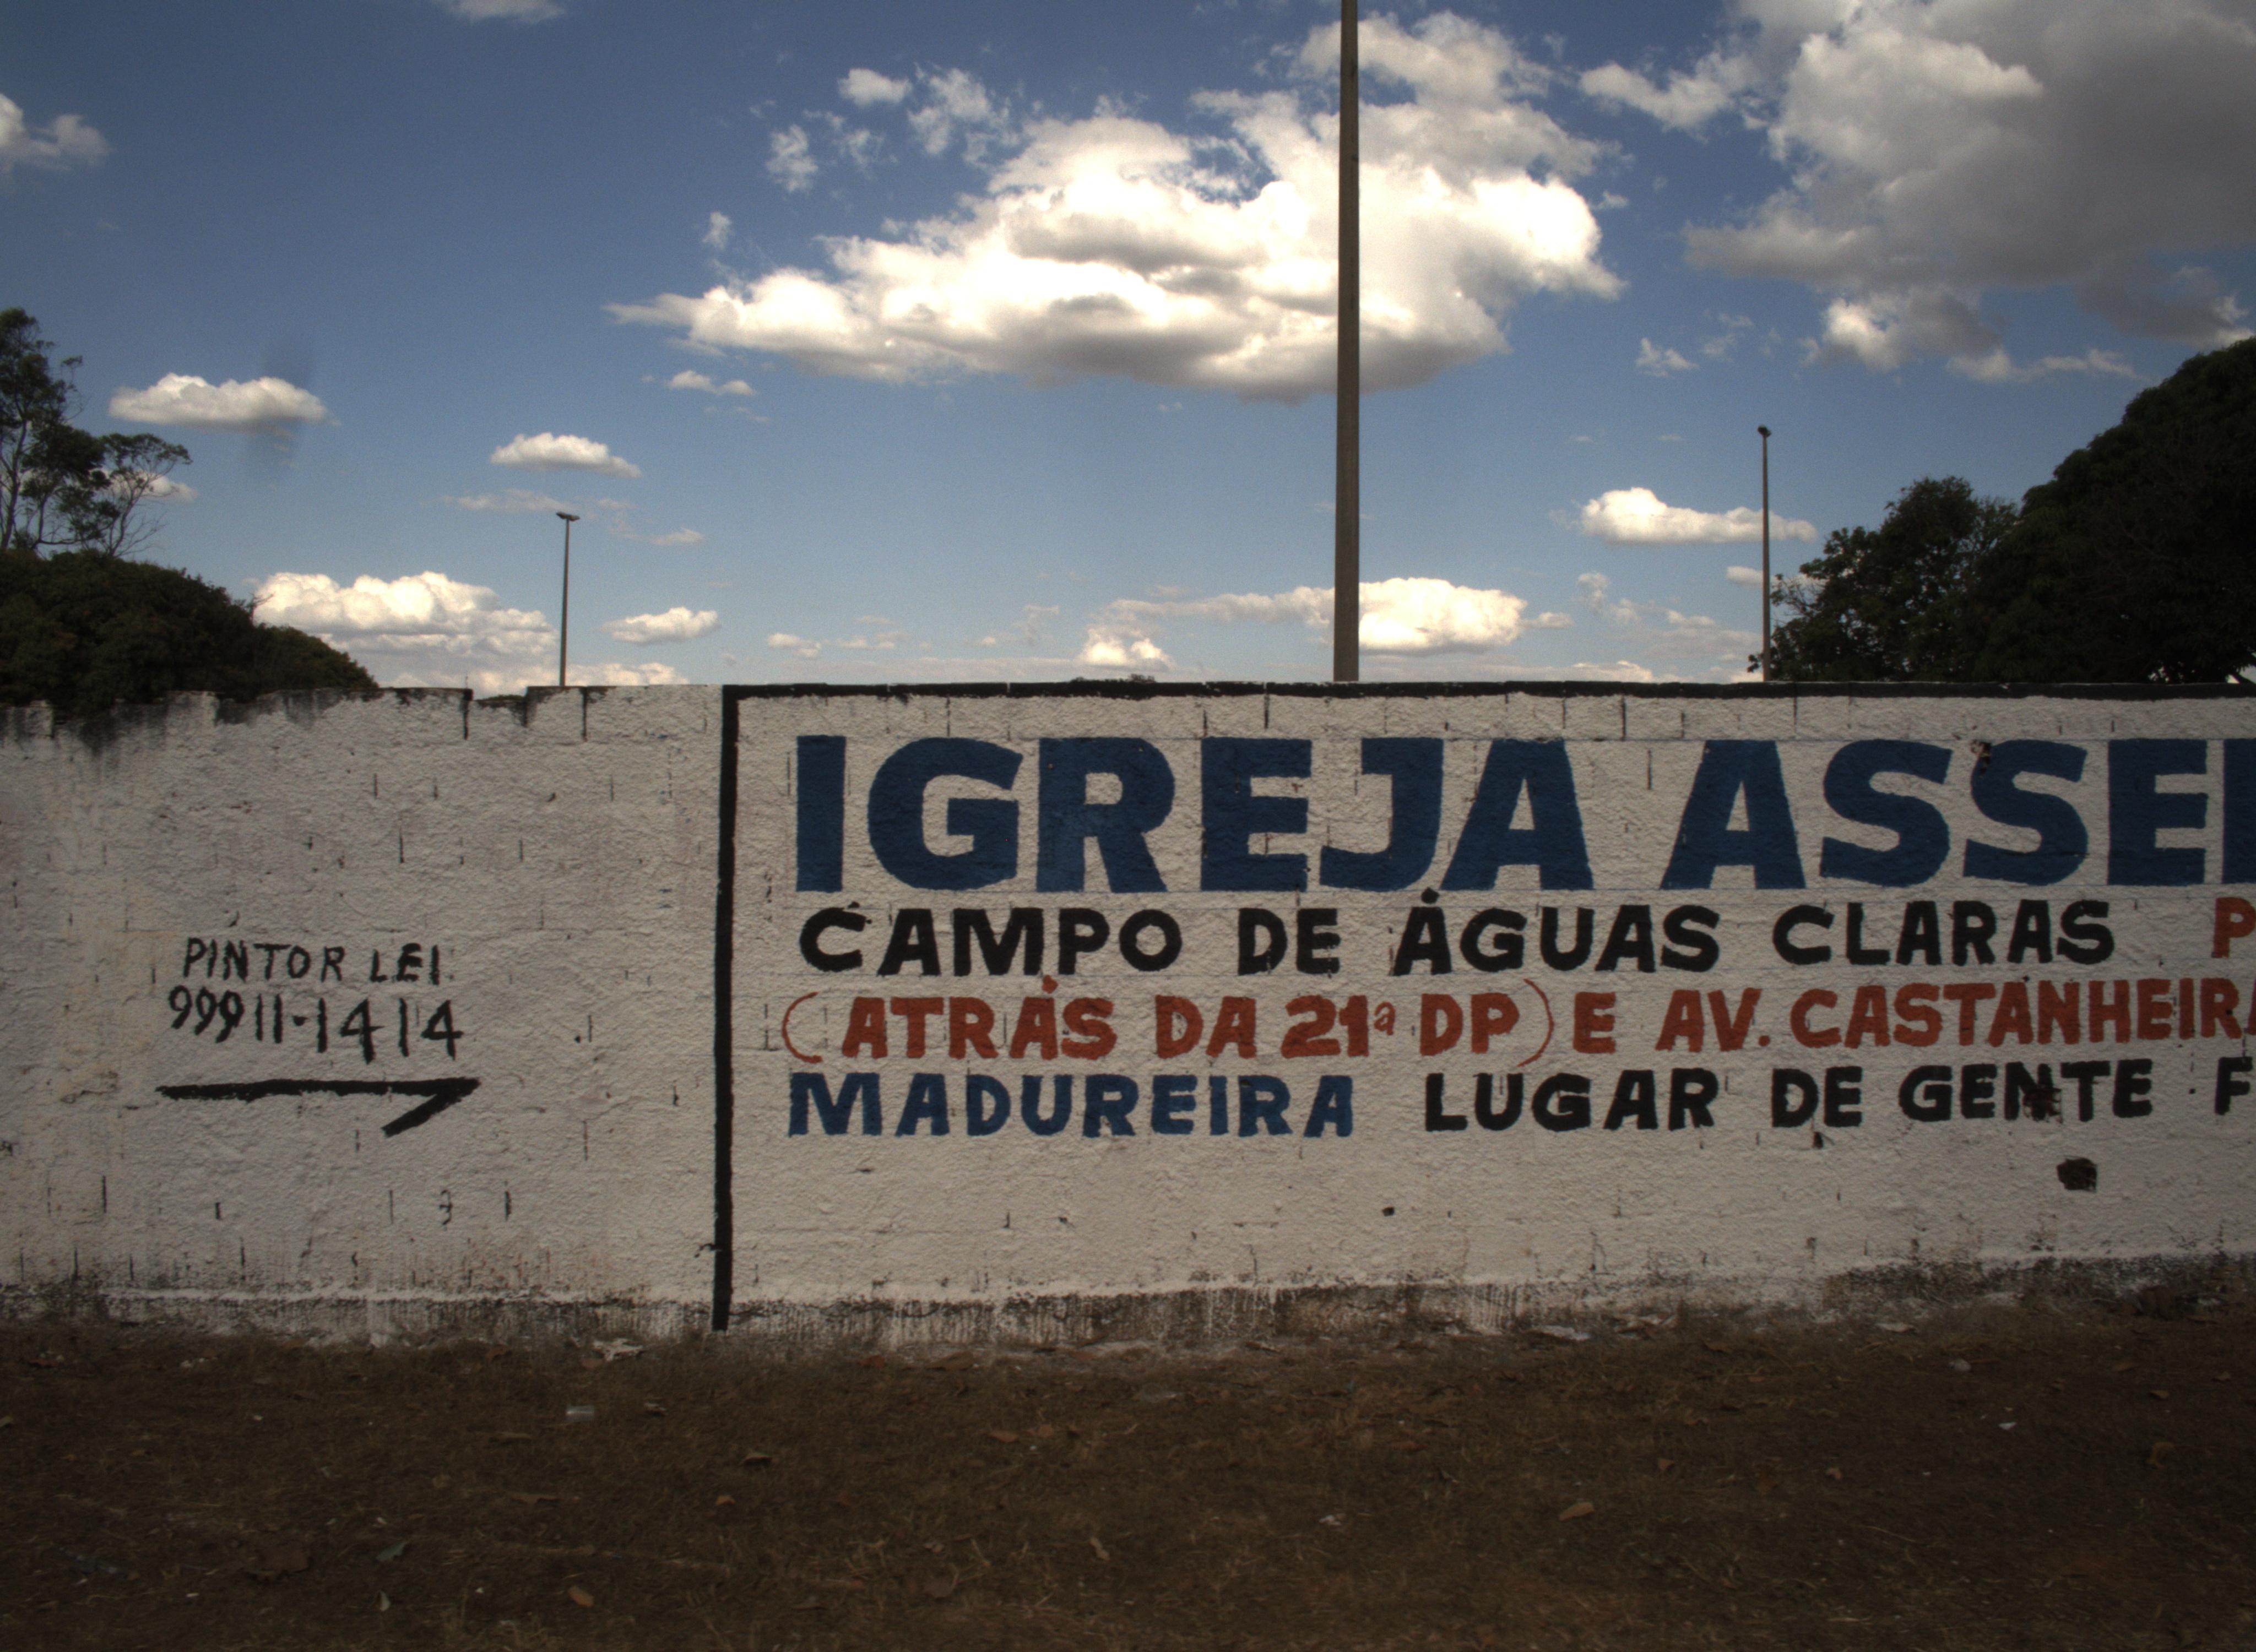 PINTOR LEI
99911-1414
IGREJA ASSE
CAMPO DE ÁGUAS CLARAS P
(ATRÁS DA 21ª DP) E AV. CASTANHEIRA
MADUREIRA LUGAR DE GENTE F